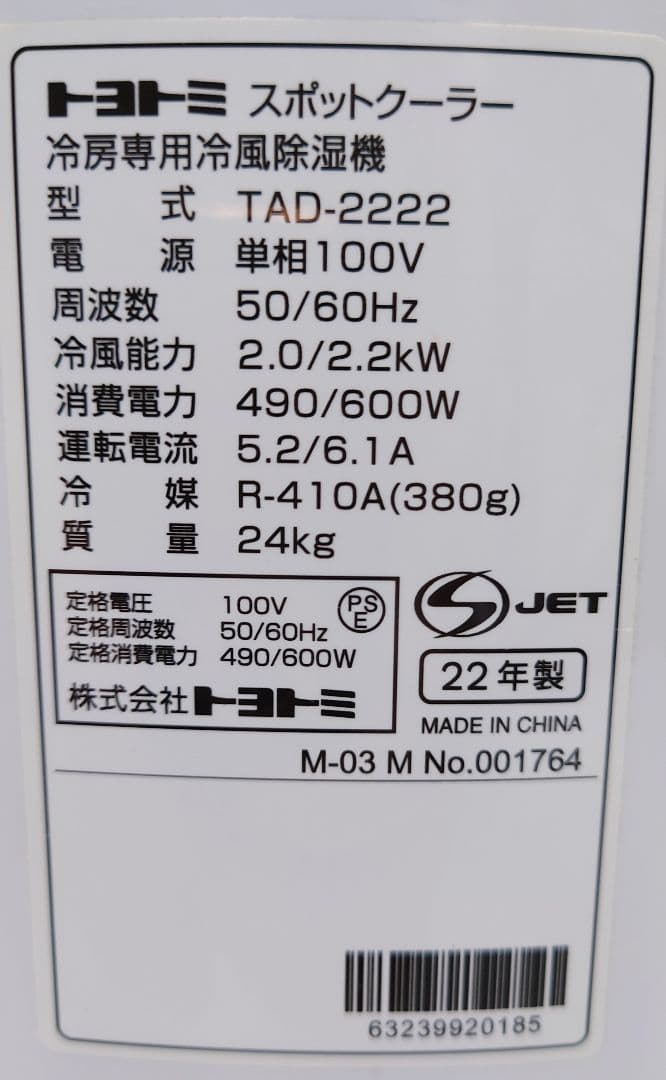 トヨトミ スポットクーラー
冷房専用冷風除湿機
型 式 TAD-2222
電 源 単相100V
周波数 50/60Hz
冷風能力 2.0/2.2kW
消費電力 490/600W
運転電流 5.2/6.1A
冷 媒 R-410A(380g)
質 量 24kg
定格電圧 100V
定格周波数 50/60Hz
定格消費電力 490/600W
PSE
株式会社トヨトミ
JET
22年製
MADE IN CHINA
M-03 M No.001764
63239920185